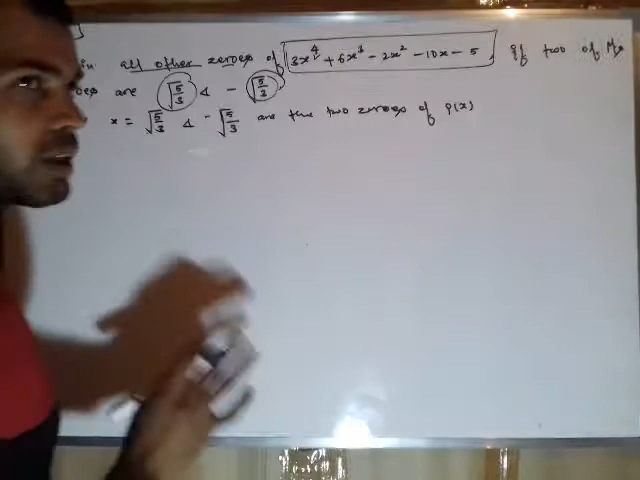 all other zeroes of 3x⁴ + 6x³ - 2x² - 10x - 5 if two of
are √5/3 & - √5/3
x = √5/3 & -√5/3 are the two zeroes of P(x)